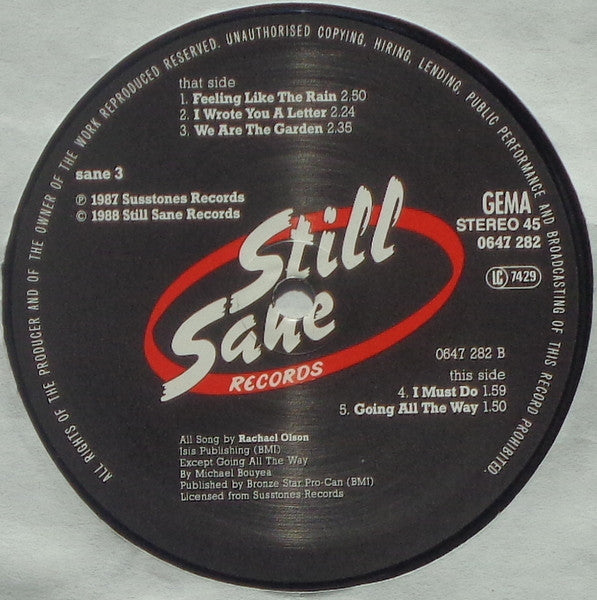 ALL RIGHTS OF THE PRODUCER AND OF THE OWNER OF THE WORK REPRODUCED RESERVED. UNAUTHORISED COPYING, HIRING, LENDING, PUBLIC PERFORMANCE AND BROADCASTING OF THIS RECORD PROHIBITED.
that side
1. Feeling Like The Rain 2.50
2. I Wrote You A Letter 2.24
3. We Are The Garden 2.35
sane 3
℗ 1987 Susstones Records
© 1988 Still Sane Records
GEMA
STEREO 45
0647 282
LC 7429
Still
Sane
RECORDS
0647 282 B
this side
4. I Must Do 1.59
5. Going All The Way 1.50
All Song by Rachael Olson
Isis Publishing (BMI)
Except Going All The Way
By Michael Bouyea
Published by Bronze Star Pro-Can (BMI)
Licensed from Susstones Records